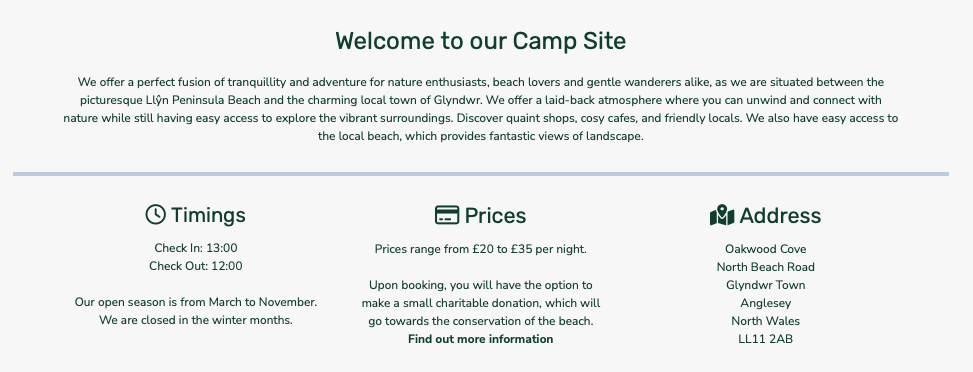 Welcome to our Camp Site
We offer a perfect fusion of tranquillity and adventure for nature enthusiasts, beach lovers and gentle wanderers alike, as we are situated between the
picturesque Llŷn Peninsula Beach and the charming local town of Glyndwr. We offer a laid-back atmosphere where you can unwind and connect with
nature while still having easy access to explore the vibrant surroundings. Discover quaint shops, cosy cafes, and friendly locals. We also have easy access to
the local beach, which provides fantastic views of landscape.
Timings
Check In: 13:00
Check Out: 12:00
Our open season is from March to November.
We are closed in the winter months.
Prices
Prices range from £20 to £35 per night.
Upon booking, you will have the option to
make a small charitable donation, which will
go towards the conservation of the beach.
Find out more information
Address
Oakwood Cove
North Beach Road
Glyndwr Town
Anglesey
North Wales
LL11 2AB